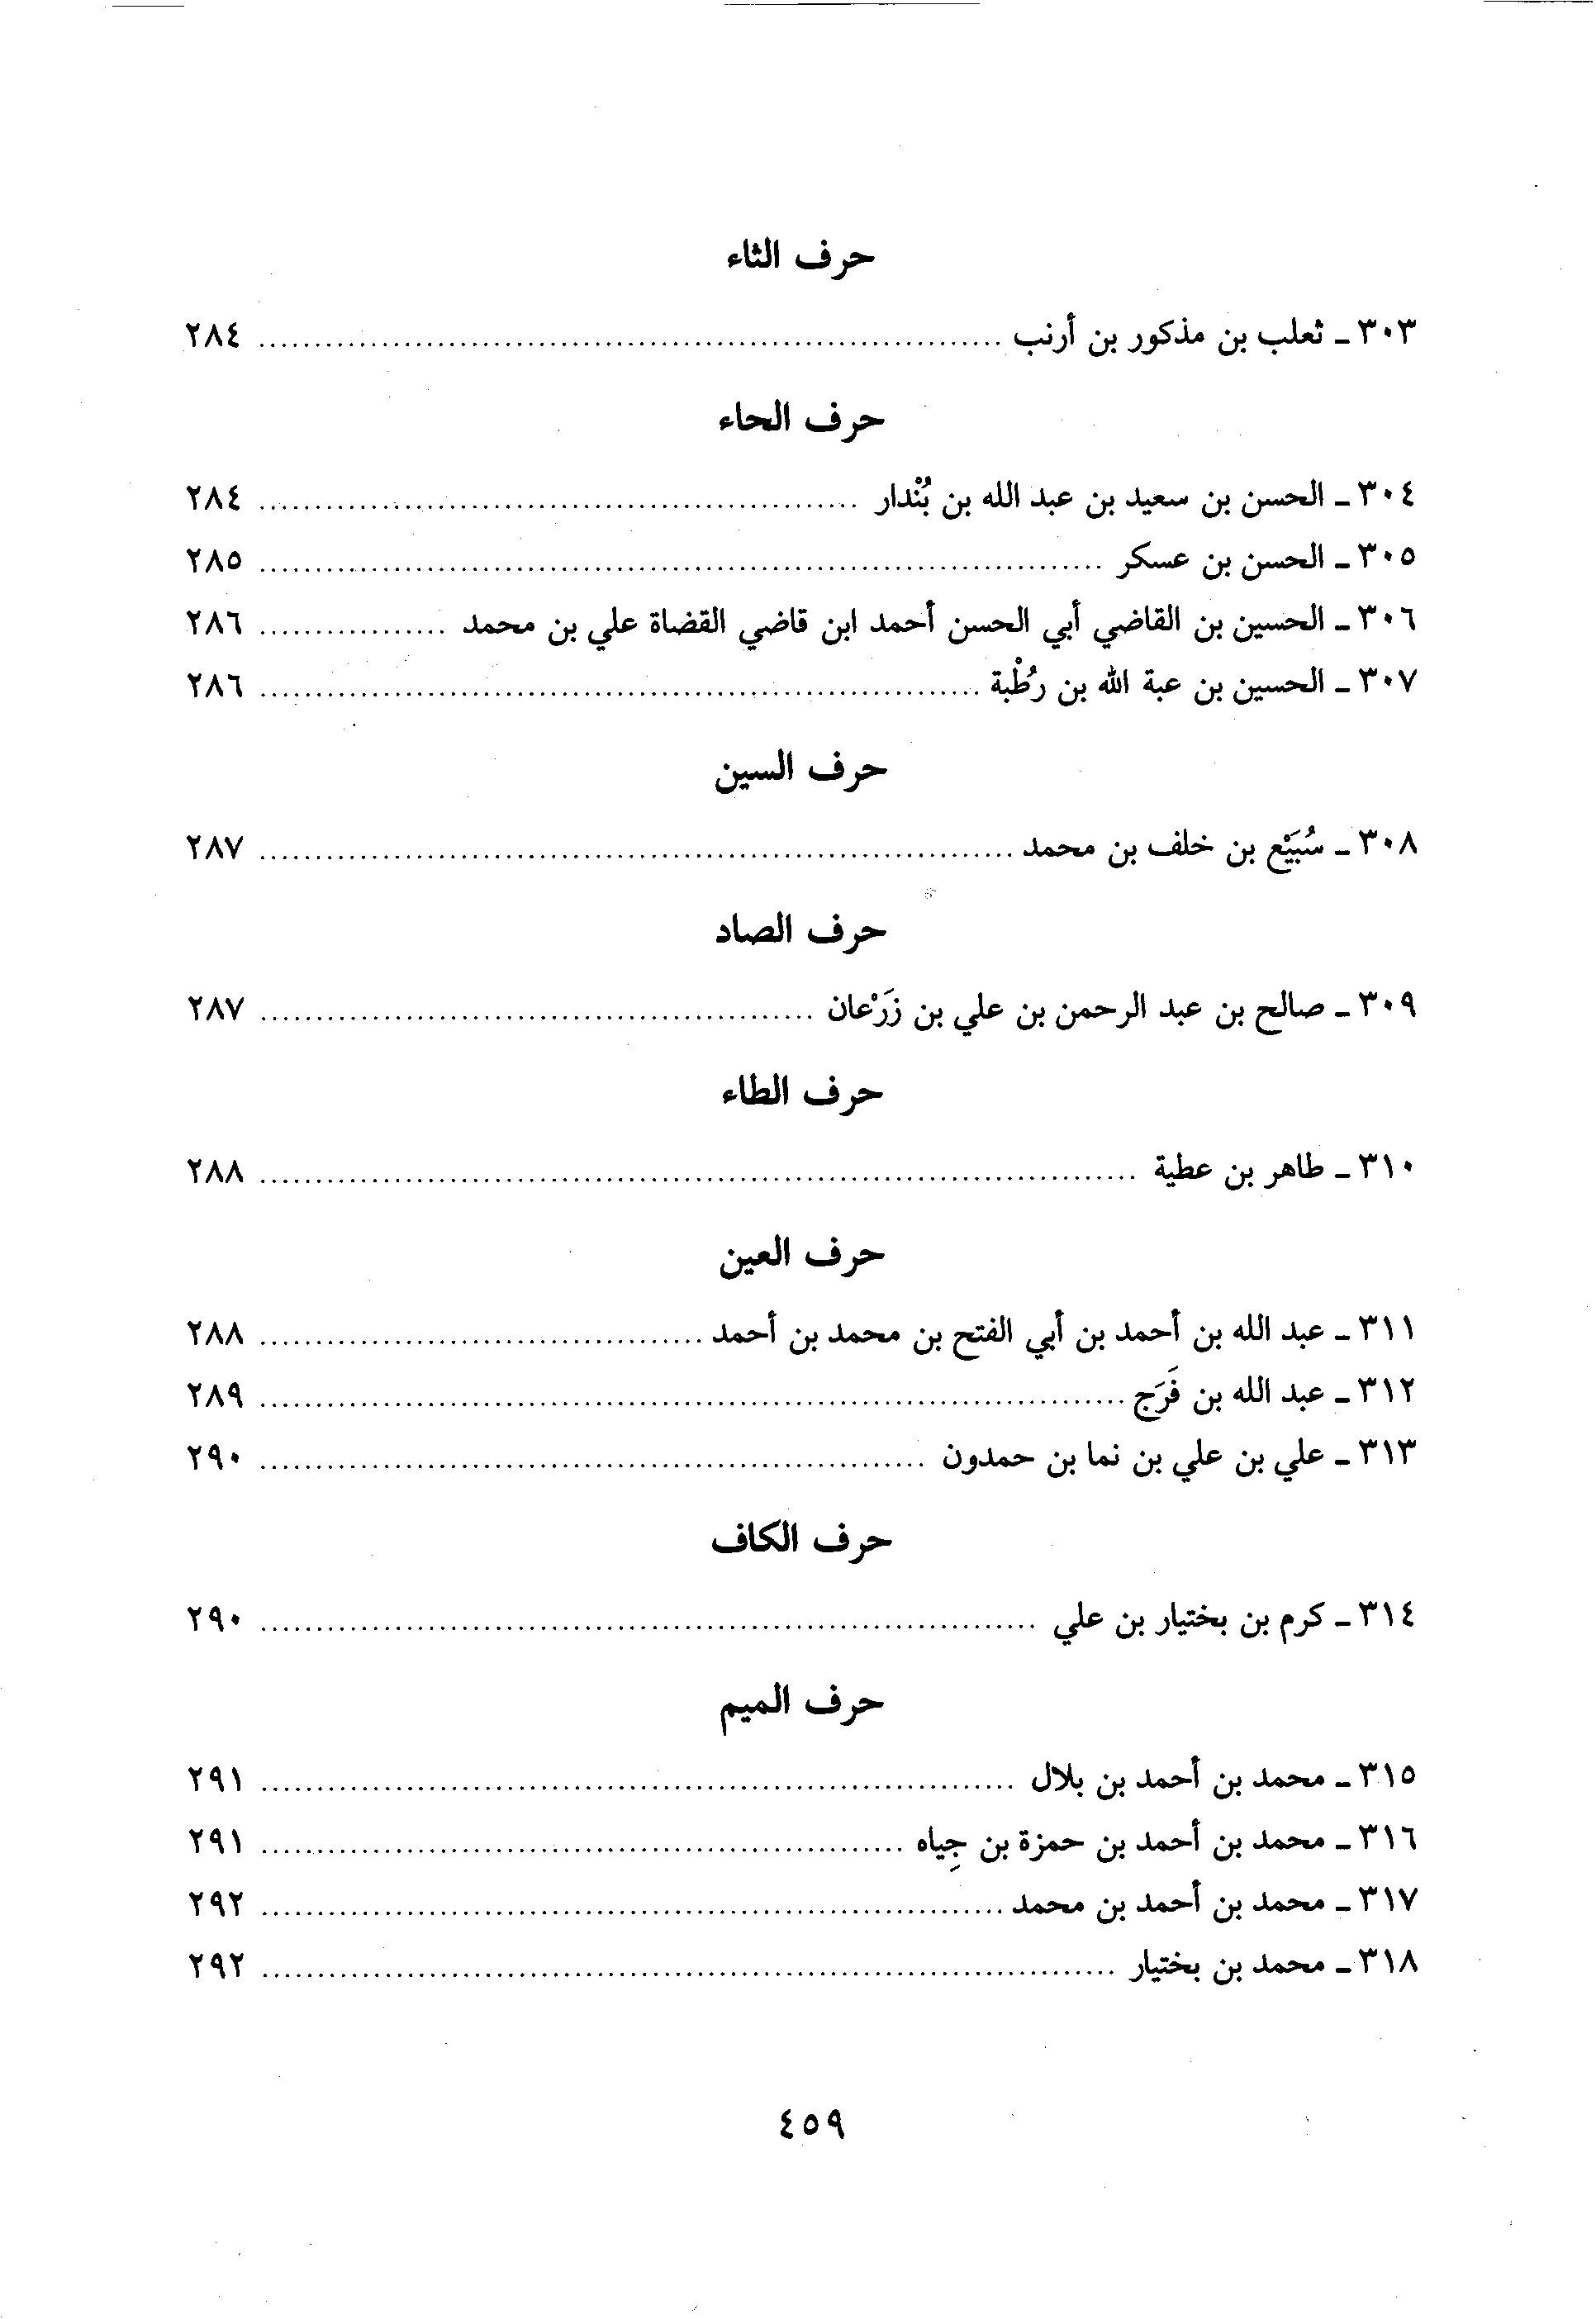 حرف الثاء
٣٠٣ ـ ثعلب بن مذكور بن أرنب ........................................ ٢٨٤
حرف الحاء
٣٠٤ ـ الحسن بن سعيد بن عبد الله بن بُنْدار ........................................ ٢٨٤
٣٠٥ ـ الحسن بن عسكر ........................................ ٢٨٥
٣٠٦ ـ الحسين بن القاضي أبي الحسن أحمد ابن قاضي القضاة علي بن محمد .................. ٢٨٦
٣٠٧ ـ الحسين بن عبة الله بن رُطْبة ........................................ ٢٨٦
حرف السين
٣٠٨ ـ سُبَيْع بن خلف بن محمد ........................................ ٢٨٧
حرف الصاد
٣٠٩ ـ صالح بن عبد الرحمن بن علي بن زَرْعان ........................................ ٢٨٧
حرف الطاء
٣١٠ ـ طاهر بن عطية ........................................ ٢٨٨
حرف العين
٣١١ ـ عبد الله بن أحمد بن أبي الفتح بن محمد بن أحمد ........................................ ٢٨٨
٣١٢ ـ عبد الله بن فَرَج ........................................ ٢٨٩
٣١٣ ـ علي بن علي بن نما بن حمدون ........................................ ٢٩٠
حرف الكاف
٣١٤ ـ كرم بن بختيار بن علي ........................................ ٢٩٠
حرف الميم
٣١٥ ـ محمد بن أحمد بن بلال ........................................ ٢٩١
٣١٦ ـ محمد بن أحمد بن حمزة بن جِياه ........................................ ٢٩١
٣١٧ ـ محمد بن أحمد بن محمد ........................................ ٢٩٢
٣١٨ ـ محمد بن بختيار ........................................ ٢٩٢
٤٥٩